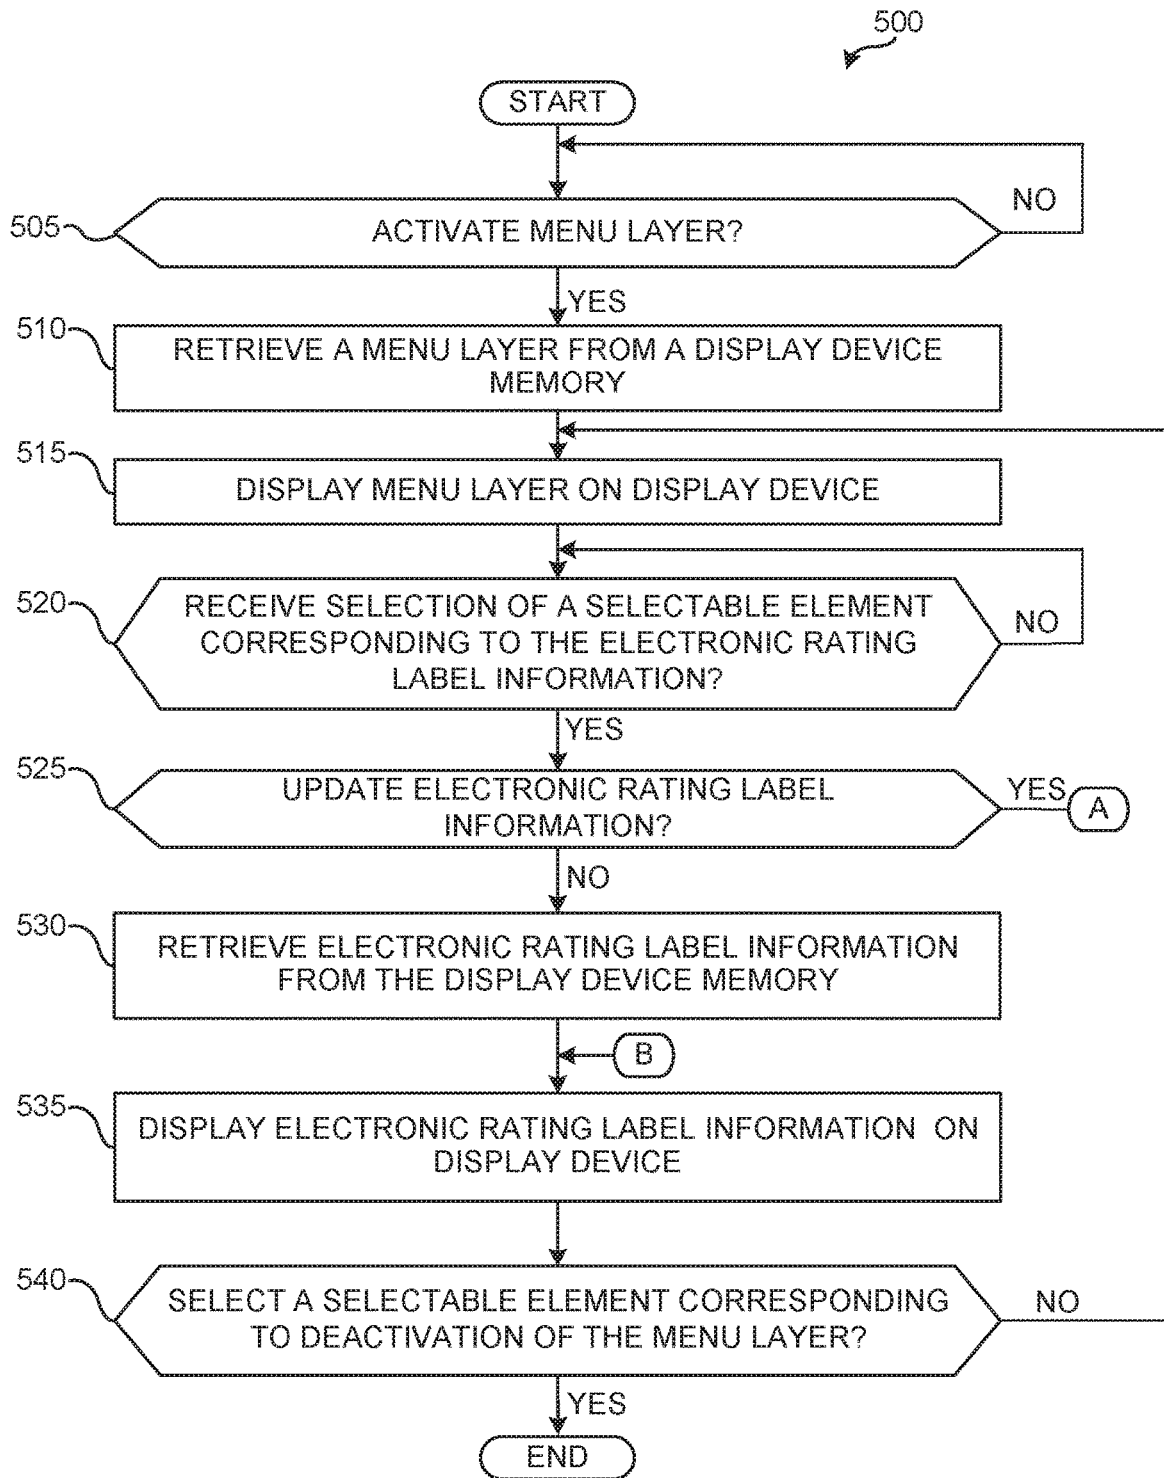 500
START
NO
505
ACTIVATE MENU LAYER?
YES
510
RETRIEVE A MENU LAYER FROM A DISPLAY DEVICE
MEMORY
515
DISPLAY MENU LAYER ON DISPLAY DEVICE
520
RECEIVE SELECTION OF A SELECTABLE ELEMENT
CORRESPONDING TO THE ELECTRONIC RATING
LABEL INFORMATION?
NO
YES
525
UPDATE ELECTRONIC RATING LABEL
INFORMATION?
YES
A
NO
530
RETRIEVE ELECTRONIC RATING LABEL INFORMATION
FROM THE DISPLAY DEVICE MEMORY
B
535
DISPLAY ELECTRONIC RATING LABEL INFORMATION ON
DISPLAY DEVICE
540
SELECT A SELECTABLE ELEMENT CORRESPONDING
TO DEACTIVATION OF THE MENU LAYER?
NO
YES
END